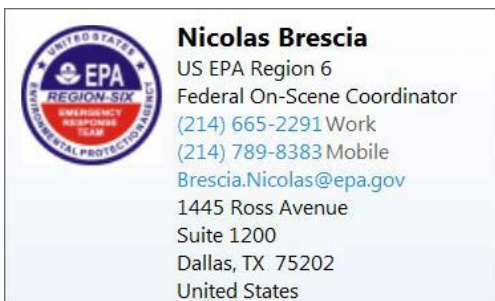 UNITED STATES
EPA
REGION-SIX
EMERGENCY
RESPONSE
TEAM
ENVIRONMENTAL PROTECTION AGENCY
Nicolas Brescia
US EPA Region 6
Federal On-Scene Coordinator
(214) 665-2291 Work
(214) 789-8383 Mobile
Brescia.Nicolas@epa.gov
1445 Ross Avenue
Suite 1200
Dallas, TX 75202
United States